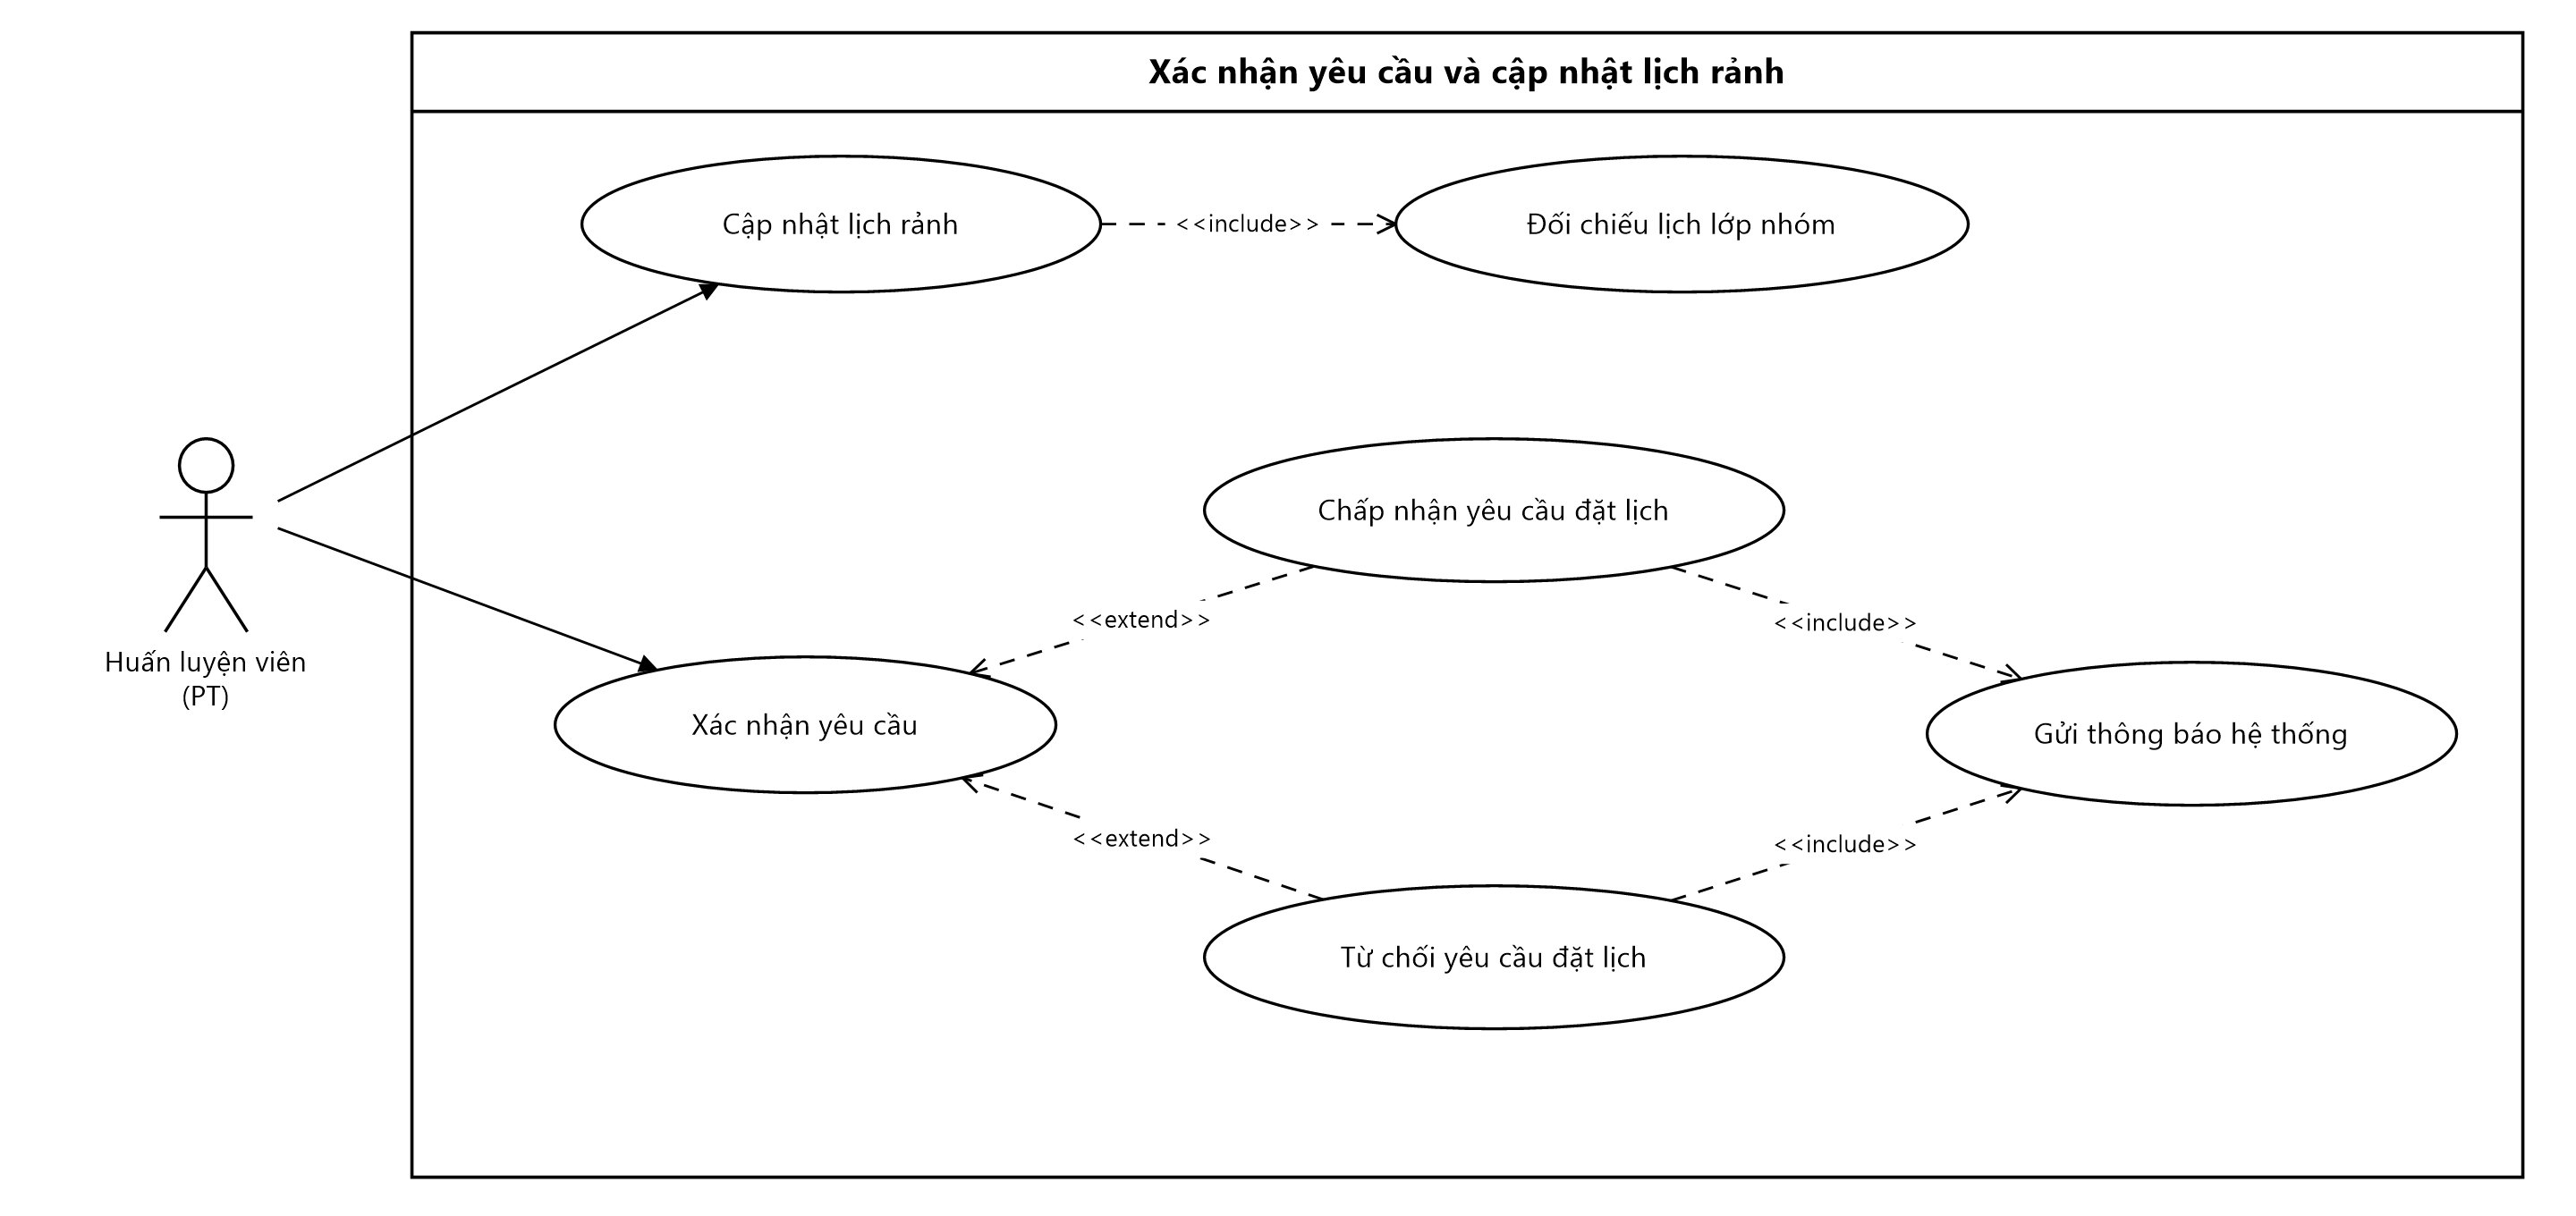 Xác nhận yêu cầu và cập nhật lịch rảnh
Cập nhật lịch rảnh
<<include>>
Đối chiếu lịch lớp nhóm
Chấp nhận yêu cầu đặt lịch
<<extend>>
<<include>>
Huấn luyện viên
(PT)
Xác nhận yêu cầu
Gửi thông báo hệ thống
<<extend>>
<<include>>
Từ chối yêu cầu đặt lịch